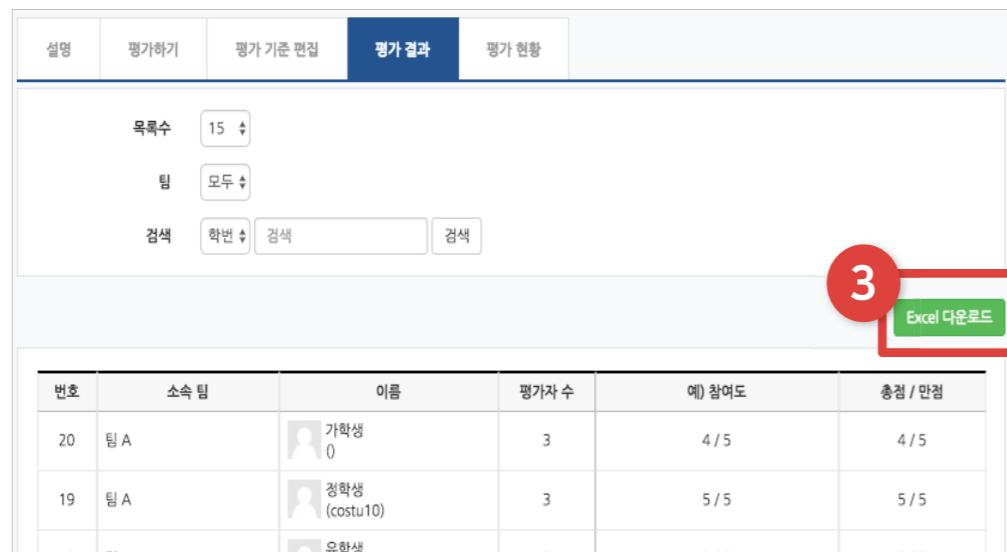 설명 평가하기 평가 기준 편집 평가 결과 평가 현황
목록수 15
팀 모두
검색 학번 검색 검색
3
Excel 다운로드
번호 소속 팀 이름 평가자 수 예) 참여도 총점 / 만점
20 팀 A 가학생 3 4 / 5 4 / 5
()
19 팀 A 정학생 3 5 / 5 5 / 5
(costu10)
유학생